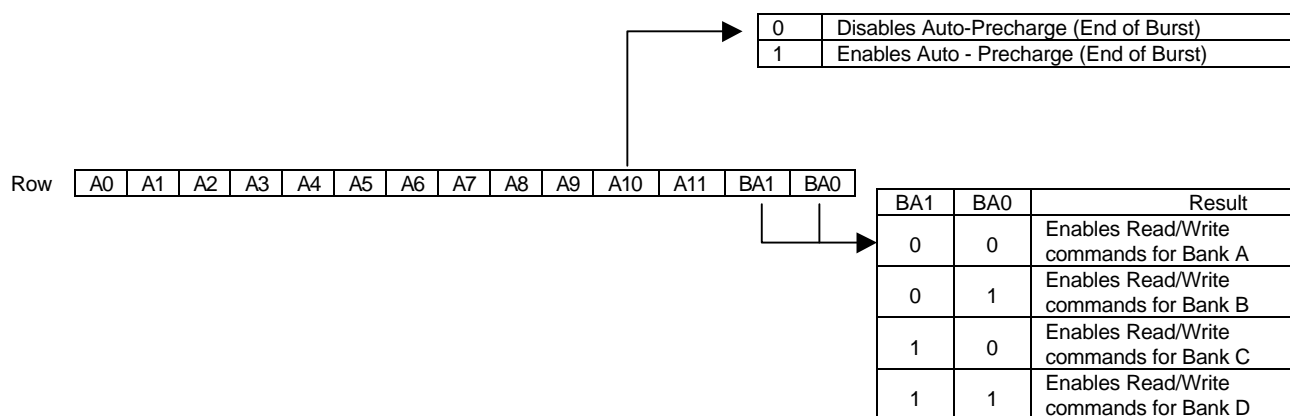 0 Disables Auto-Precharge (End of Burst)
1 Enables Auto - Precharge (End of Burst)
Row A0 A1 A2 A3 A4 A5 A6 A7 A8 A9 A10 A11 BA1 BA0
BA1 BA0 Result
0 0 Enables Read/Write
commands for Bank A
0 1 Enables Read/Write
commands for Bank B
1 0 Enables Read/Write
commands for Bank C
1 1 Enables Read/Write
commands for Bank D